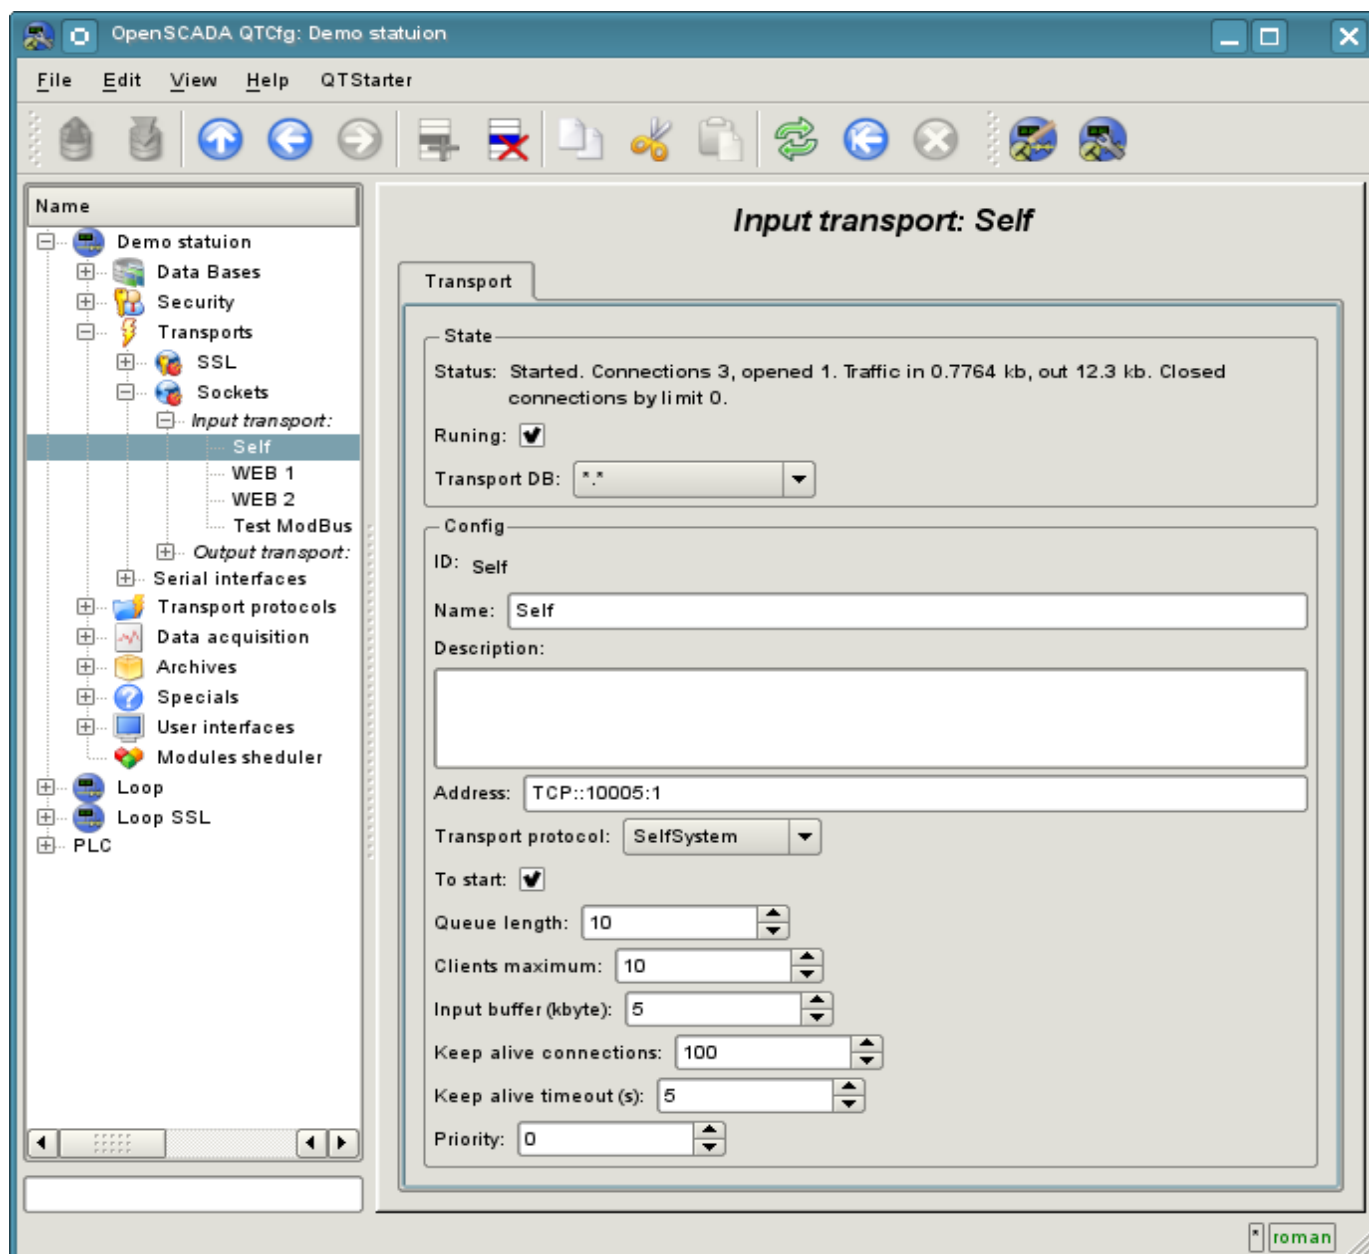 OpenSCADA QTCfg: Demo statuion
File Edit View Help QTStarter
Name
Demo statuion
Data Bases
Security
Transports
SSL
Sockets
Input transport:
Self
WEB 1
WEB 2
Test ModBus
Output transport:
Serial interfaces
Transport protocols
Data acquisition
Archives
Specials
User interfaces
Modules sheduler
Loop
Loop SSL
PLC
Input transport: Self
Transport
State
Status: Started. Connections 3, opened 1. Traffic in 0.7764 kb, out 12.3 kb. Closed
connections by limit 0.
Runing:
Transport DB: *.*
Config
ID: Self
Name: Self
Description:
Address: TCP::10005:1
Transport protocol: SelfSystem
To start:
Queue length: 10
Clients maximum: 10
Input buffer (kbyte): 5
Keep alive connections: 100
Keep alive timeout (s): 5
Priority: 0
* roman